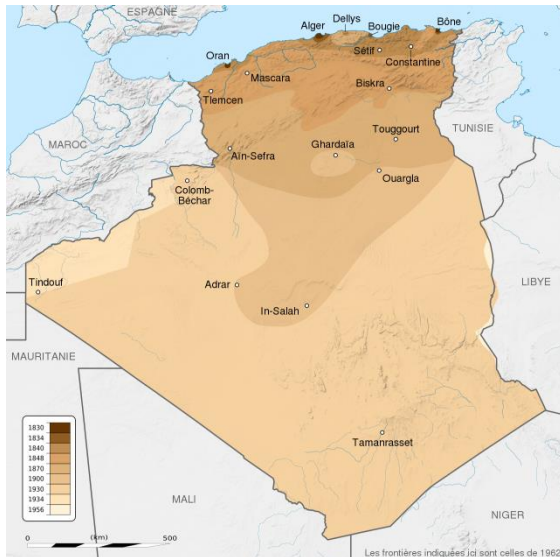 ESPAGNE
Dellys
Alger
Bougie
Bône
Oran
Sétif
Constantine
Mascara
Tlemcen
Biskra
MAROC
TUNISIE
Touggourt
Ghardaïa
Aïn-Sefra
Ouargla
Colomb-
Béchar
Tindouf
Adrar
LIBYE
In-Salah
MAURITANIE
1830
1834
1840
1848
1870
1900
1930
1934
1956
Tamanrasset
MALI
NIGER
0 (km) 500
Les frontières indiquées ici sont celles de 196